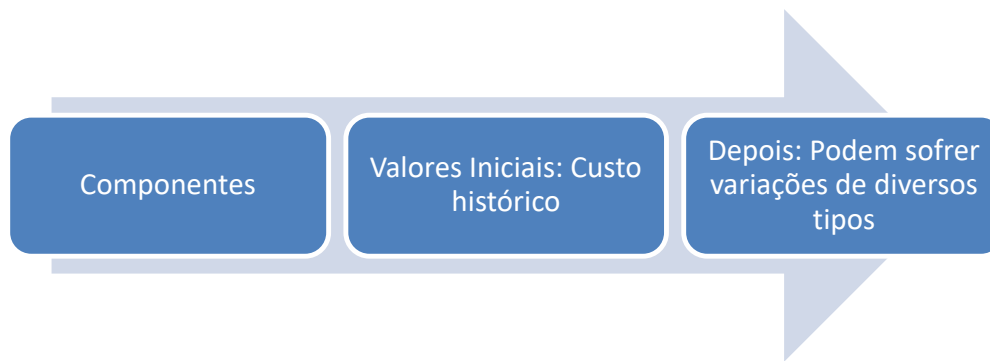 Componentes
Valores Iniciais: Custo
histórico
Depois: Podem sofrer
variações de diversos
tipos